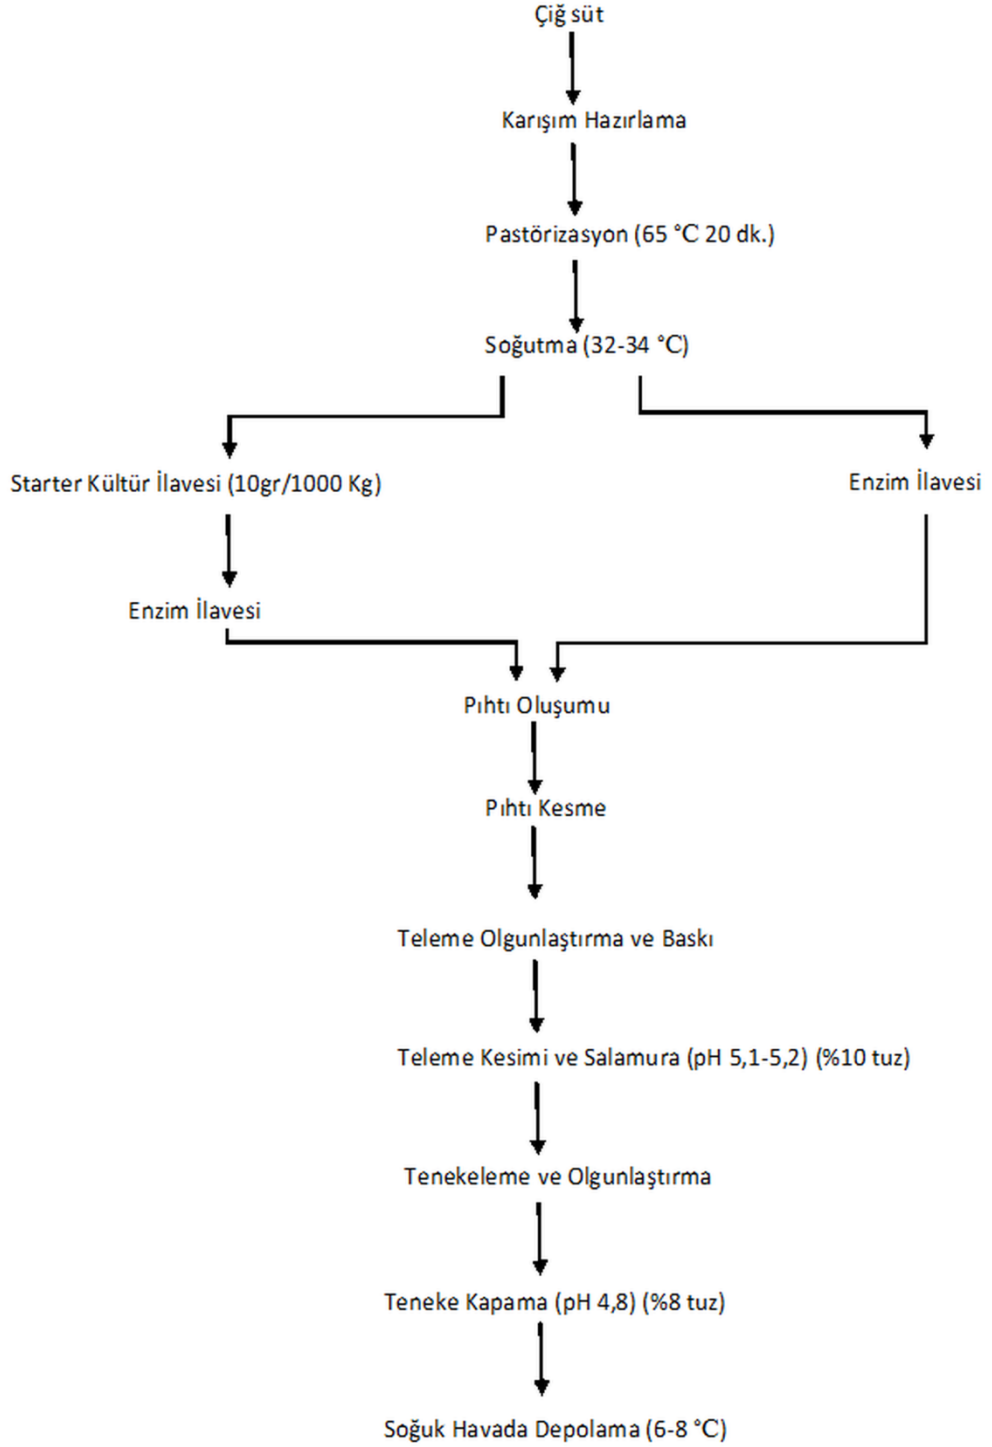 Çiğ süt
Karışım Hazırlama
Pastörizasyon (65 °C 20 dk.)
Soğutma (32-34 °C)
Starter Kültür İlavesi (10gr/1000 Kg)
Enzim İlavesi
Enzim İlavesi
Pıhtı Oluşumu
Pıhtı Kesme
Teleme Olgunlaştırma ve Baskı
Teleme Kesimi ve Salamura (pH 5,1-5,2) (%10 tuz)
Tenekeleme ve Olgunlaştırma
Teneke Kapama (pH 4,8) (%8 tuz)
Soğuk Havada Depolama (6-8 °C)